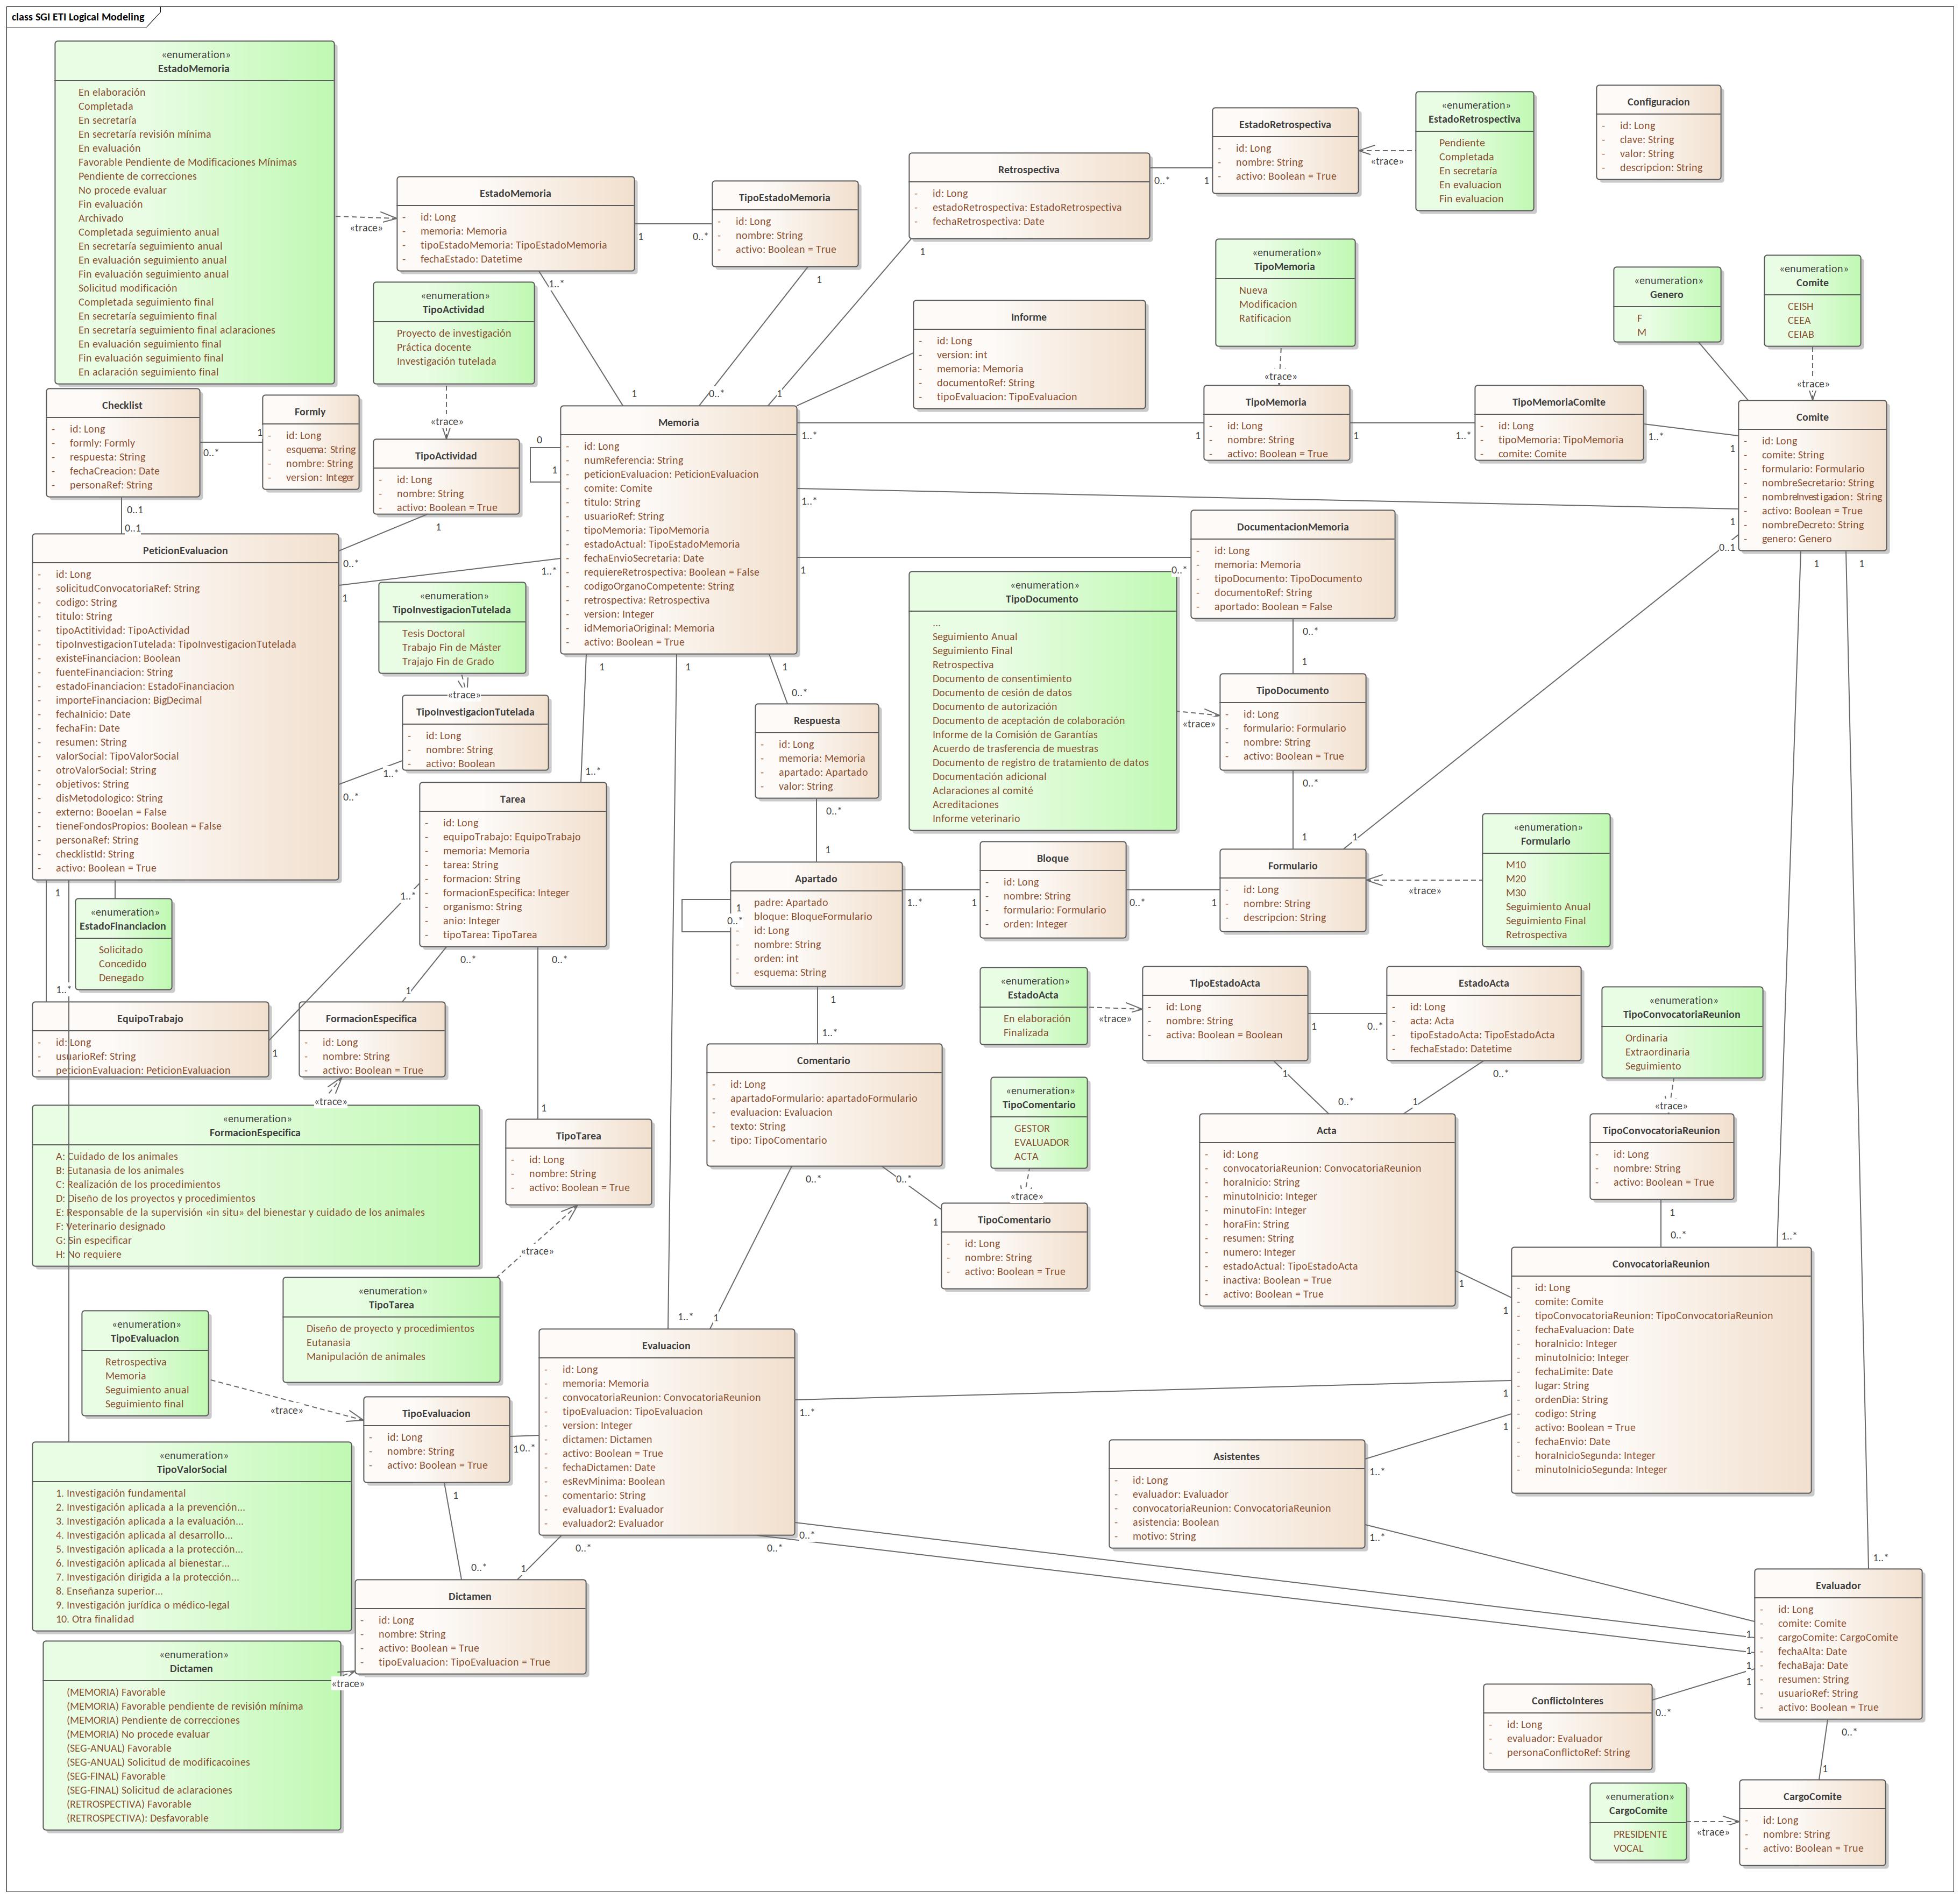 class SGI ETI Logical Modeling
«enumeration»
EstadoMemoria
En elaboración
Completada
En secretaría
En secretaría revisión mínima
En evaluación
Favorable Pendiente de Modificaciones Mínimas
Pendiente de correcciones
No procede evaluar
Fin evaluación
Archivado
Completada seguimiento anual
En secretaría seguimiento anual
En evaluación seguimiento anual
Fin evaluación seguimiento anual
Solicitud modificación
Completada seguimiento final
En secretaría seguimiento final
En secretaría seguimiento final aclaraciones
En evaluación seguimiento final
Fin evaluación seguimiento final
En aclaración seguimiento final
«trace»
EstadoMemoria
- id: Long
- memoria: Memoria
- tipoEstadoMemoria: TipoEstadoMemoria
- fechaEstado: Datetime
1
0..*
1..*
1
TipoEstadoMemoria
- id: Long
- nombre: String
- activo: Boolean = True
1
0..*
Retrospectiva
- id: Long
- estadoRetrospectiva: EstadoRetrospectiva
- fechaRetrospectiva: Date
0..*
1
1
1
EstadoRetrospectiva
- id: Long
- nombre: String
- activo: Boolean = True
«trace»
«enumeration»
EstadoRetrospectiva
Pendiente
Completada
En secretaría
En evaluacion
Fin evaluacion
Configuracion
- id: Long
- clave: String
- valor: String
- descripcion: String
«enumeration»
TipoActividad
Proyecto de investigación
Práctica docente
Investigación tutelada
«trace»
Informe
- id: Long
- version: int
- memoria: Memoria
- documentoRef: String
- tipoEvaluacion: TipoEvaluacion
«enumeration»
TipoMemoria
Nueva
Modificacion
Ratificacion
«trace»
«enumeration»
Genero
F
M
«enumeration»
Comite
CEISH
CEEA
CEIAB
«trace»
Checklist
- id: Long
- formly: Formly
- respuesta: String
- fechaCreacion: Date
- personaRef: String
0..*
1
0..1
0..1
Formly
- id: Long
- esquema: String
- nombre: String
- version: Integer
TipoActividad
- id: Long
- nombre: String
- activo: Boolean = True
1
0..*
Memoria
- id: Long
- numReferencia: String
- peticionEvaluacion: PeticionEvaluacion
- comite: Comite
- titulo: String
- usuarioRef: String
- tipoMemoria: TipoMemoria
- estadoActual: TipoEstadoMemoria
- fechaEnvioSecretaria: Date
- requiereRetrospectiva: Boolean = False
- codigoOrganoCompetente: String
- retrospectiva: Retrospectiva
- version: Integer
- idMemoriaOriginal: Memoria
- activo: Boolean = True
0
1
1..*
1
1..*
1
1..*
1
1
0..*
TipoMemoria
- id: Long
- nombre: String
- activo: Boolean = True
1
1..*
TipoMemoriaComite
- id: Long
- tipoMemoria: TipoMemoria
- comite: Comite
1..*
1
Comite
- id: Long
- comite: String
- formulario: Formulario
- nombreSecretario: String
- nombreInvestigacion: String
- activo: Boolean = True
- nombreDecreto: String
- genero: Genero
0..1
1
1
1
PeticionEvaluacion
- id: Long
- solicitudConvocatoriaRef: String
- codigo: String
- titulo: String
- tipoActitividad: TipoActividad
- tipoInvestigacionTutelada: TipoInvestigacionTutelada
- existeFinanciacion: Boolean
- fuenteFinanciacion: String
- estadoFinanciacion: EstadoFinanciacion
- importeFinanciacion: BigDecimal
- fechaInicio: Date
- fechaFin: Date
- resumen: String
- valorSocial: TipoValorSocial
- otroValorSocial: String
- objetivos: String
- disMetodologico: String
- externo: Booelan = False
- tieneFondosPropios: Boolean = False
- personaRef: String
- checklistId: String
- activo: Boolean = True
1
1..*
«enumeration»
TipoInvestigacionTutelada
Tesis Doctoral
Trabajo Fin de Máster
Trajajo Fin de Grado
«trace»
TipoInvestigacionTutelada
- id: Long
- nombre: String
- activo: Boolean
1..*
0..*
DocumentacionMemoria
- id: Long
- memoria: Memoria
- tipoDocumento: TipoDocumento
- documentoRef: String
- aportado: Boolean = False
0..*
1
«enumeration»
TipoDocumento
...
Seguimiento Anual
Seguimiento Final
Retrospectiva
Documento de consentimiento
Documento de cesión de datos
Documento de autorización
Documento de aceptación de colaboración
Informe de la Comisión de Garantías
Acuerdo de trasferencia de muestras
Documento de registro de tratamiento de datos
Documentación adicional
Aclaraciones al comité
Acreditaciones
Informe veterinario
«trace»
TipoDocumento
- id: Long
- formulario: Formulario
- nombre: String
- activo: Boolean = True
0..*
1
1
1
1
1..*
0..*
Respuesta
- id: Long
- memoria: Memoria
- apartado: Apartado
- valor: String
0..*
1
Tarea
- id: Long
- equipoTrabajo: EquipoTrabajo
- memoria: Memoria
- tarea: String
- formacion: String
- formacionEspecifica: Integer
- organismo: String
- anio: Integer
- tipoTarea: TipoTarea
1..*
0..*
0..*
«enumeration»
EstadoFinanciacion
Solicitado
Concedido
Denegado
Apartado
- padre: Apartado
- bloque: BloqueFormulario
- id: Long
- nombre: String
- orden: int
- esquema: String
1
0..*
1..*
1
1
1..*
Bloque
- id: Long
- nombre: String
- formulario: Formulario
- orden: Integer
0..*
1
Formulario
- id: Long
- nombre: String
- descripcion: String
«trace»
«enumeration»
Formulario
M10
M20
M30
Seguimiento Anual
Seguimiento Final
Retrospectiva
1
1..*
EquipoTrabajo
- id: Long
- usuarioRef: String
- peticionEvaluacion: PeticionEvaluacion
1
FormacionEspecifica
- id: Long
- nombre: String
- activo: Boolean = True
1
«trace»
«enumeration»
FormacionEspecifica
A: Cuidado de los animales
B: Eutanasia de los animales
C: Realización de los procedimientos
D: Diseño de los proyectos y procedimientos
E: Responsable de la supervisión «in situ» del bienestar y cuidado de los animales
F: Veterinario designado
G: Sin especificar
H: No requiere
Comentario
- id: Long
- apartadoFormulario: apartadoFormulario
- evaluacion: Evaluacion
- texto: String
- tipo: TipoComentario
0..*
0..*
1
1
«enumeration»
EstadoActa
En elaboración
Finalizada
«trace»
TipoEstadoActa
- id: Long
- nombre: String
- activa: Boolean = Boolean
1
0..*
EstadoActa
- id: Long
- acta: Acta
- tipoEstadoActa: TipoEstadoActa
- fechaEstado: Datetime
1
0..*
0..*
1
«enumeration»
TipoConvocatoriaReunion
Ordinaria
Extraordinaria
Seguimiento
«trace»
«enumeration»
TipoComentario
GESTOR
EVALUADOR
ACTA
«trace»
TipoComentario
- id: Long
- nombre: String
- activo: Boolean = True
1
TipoTarea
- id: Long
- nombre: String
- activo: Boolean = True
«trace»
«enumeration»
TipoTarea
Diseño de proyecto y procedimientos
Eutanasia
Manipulación de animales
Acta
- id: Long
- convocatoriaReunion: ConvocatoriaReunion
- horaInicio: String
- minutoInicio: Integer
- minutoFin: Integer
- horaFin: String
- resumen: String
- numero: Integer
- estadoActual: TipoEstadoActa
- inactiva: Boolean = True
- activo: Boolean = True
1
1
TipoConvocatoriaReunion
- id: Long
- nombre: String
- activo: Boolean = True
1
0..*
1..*
ConvocatoriaReunion
- id: Long
- comite: Comite
- tipoConvocatoriaReunion: TipoConvocatoriaReunion
- fechaEvaluacion: Date
- horaInicio: Integer
- minutoInicio: Integer
- fechaLimite: Date
- lugar: String
- ordenDia: String
- codigo: String
- activo: Boolean = True
- fechaEnvio: Date
- horaInicioSegunda: Integer
- minutoInicioSegunda: Integer
1
1
«enumeration»
TipoEvaluacion
Retrospectiva
Memoria
Seguimiento anual
Seguimiento final
«trace»
TipoEvaluacion
- id: Long
- nombre: String
- activo: Boolean = True
1
0..*
1
0..*
1..*
Evaluacion
- id: Long
- memoria: Memoria
- convocatoriaReunion: ConvocatoriaReunion
- tipoEvaluacion: TipoEvaluacion
- version: Integer
- dictamen: Dictamen
- activo: Boolean = True
- fechaDictamen: Date
- esRevMinima: Boolean
- comentario: String
- evaluador1: Evaluador
- evaluador2: Evaluador
1..*
0..*
0..*
0..*
1
Asistentes
- id: Long
- evaluador: Evaluador
- convocatoriaReunion: ConvocatoriaReunion
- asistencia: Boolean
- motivo: String
1..*
1..*
«enumeration»
TipoValorSocial
1. Investigación fundamental
2. Investigación aplicada a la prevención...
3. Investigación aplicada a la evaluación...
4. Investigación aplicada al desarrollo...
5. Investigación aplicada a la protección...
6. Investigación aplicada al bienestar...
7. Investigación dirigida a la protección...
8. Enseñanza superior...
9. Investigación jurídica o médico-legal
10. Otra finalidad
Dictamen
- id: Long
- nombre: String
- activo: Boolean = True
- tipoEvaluacion: TipoEvaluacion = True
«trace»
«enumeration»
Dictamen
(MEMORIA) Favorable
(MEMORIA) Favorable pendiente de revisión mínima
(MEMORIA) Pendiente de correcciones
(MEMORIA) No procede evaluar
(SEG-ANUAL) Favorable
(SEG-ANUAL) Solicitud de modificacoines
(SEG-FINAL) Favorable
(SEG-FINAL) Solicitud de aclaraciones
(RETROSPECTIVA) Favorable
(RETROSPECTIVA): Desfavorable
1..*
Evaluador
- id: Long
- comite: Comite
- cargoComite: CargoComite
- fechaAlta: Date
- fechaBaja: Date
- resumen: String
- usuarioRef: String
- activo: Boolean = True
1
1
1
1
0..*
1
ConflictoInteres
- id: Long
- evaluador: Evaluador
- personaConflictoRef: String
0..*
«enumeration»
CargoComite
PRESIDENTE
VOCAL
«trace»
CargoComite
- id: Long
- nombre: String
- activo: Boolean = True